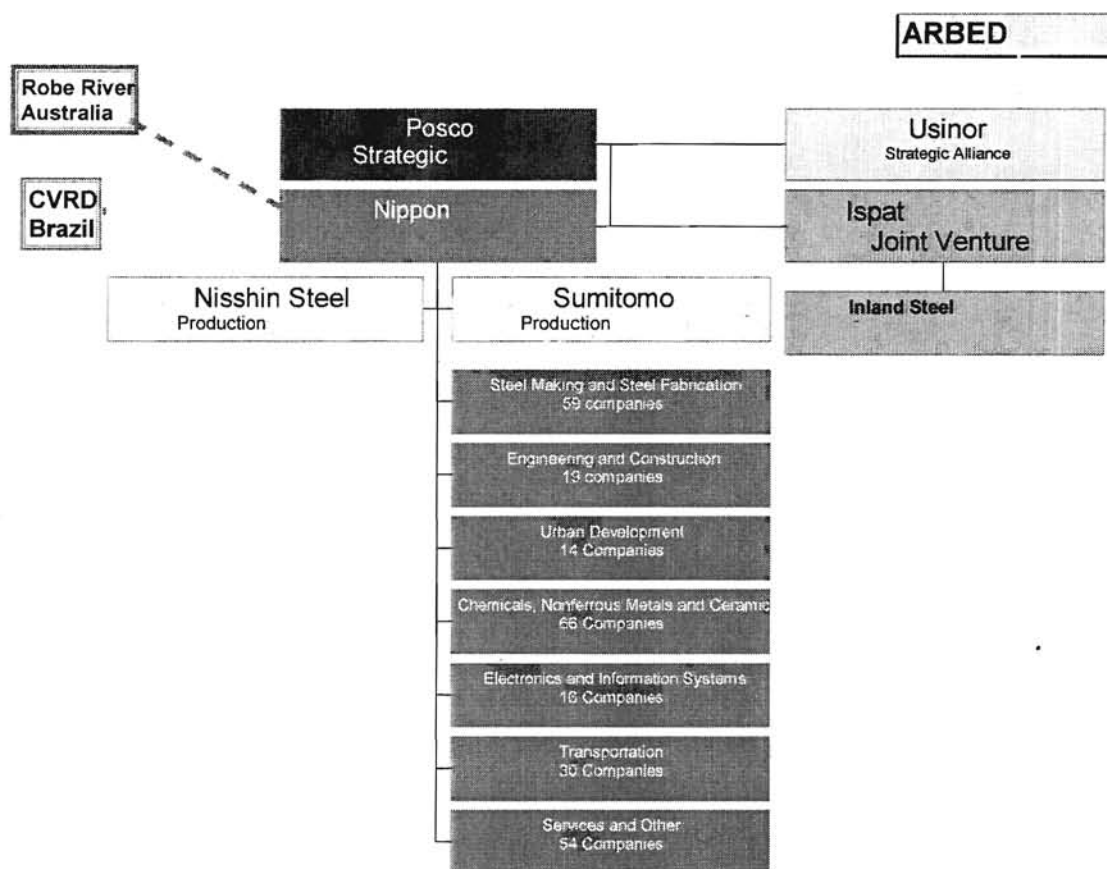 ARBED
Robe River
Australia
Posco
Strategic
Usinor
Strategic Alliance
CVRD
Brazil
Nippon
Ispat
Joint Venture
Nisshin Steel
Production
Sumitomo
Production
Inland Steel
Steel Making and Steel Fabrication
59 companies
Engineering and Construction
19 companies
Urban Development
14 Companies
Chemicals, Nonferrous Metals and Ceramic
66 Companies
Electronics and Information Systems
Companies
Transportation
30 Companies
Services and Other
54 Companies